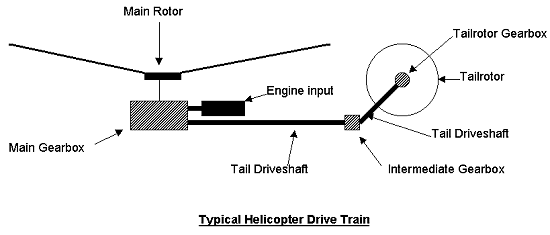 Main Rotor
Tailrotor Gearbox
Tailrotor
Engine input
Tail Driveshaft
Main Gearbox
Tail Driveshaft
Intermediate Gearbox
Typical Helicopter Drive Train